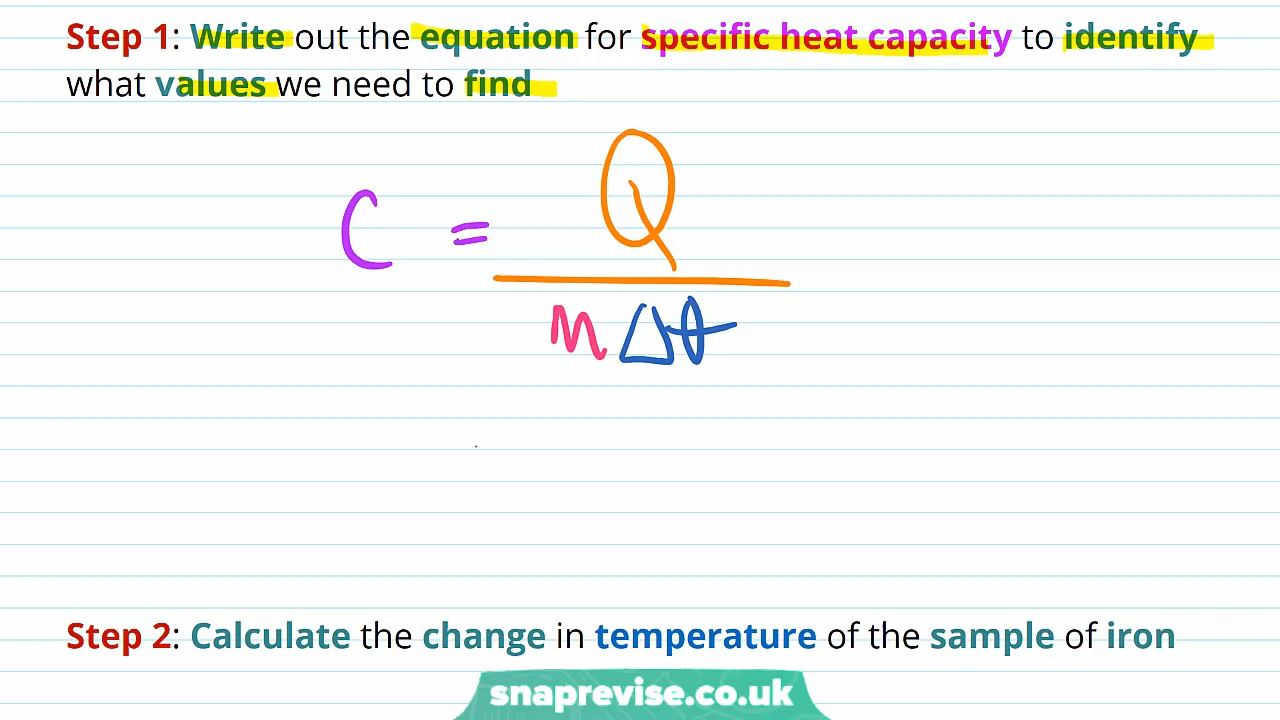 Step 1: Write out the equation for specific heat capacity to identify
what values we need to find
C = Q
m Δθ
Step 2: Calculate the change in temperature of the sample of iron
snaprevise.co.uk